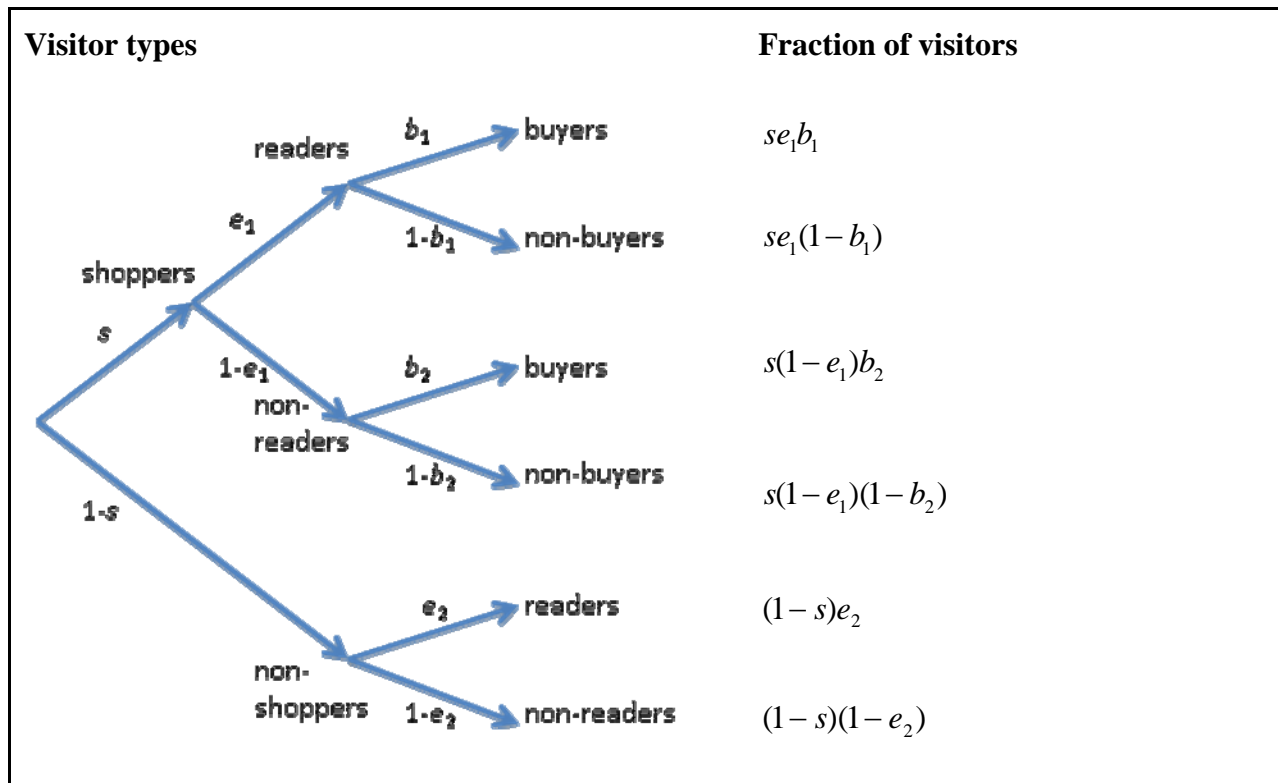 Visitor types Fraction of visitors
b₁ buyers se₁b₁
readers
e₁
1-b₁ non-buyers se₁(1 − b₁)
shoppers
s
1-e₁ b₂ buyers s(1 − e₁)b₂
non-
readers
1-b₂ non-buyers s(1 − e₁)(1 − b₂)
1-s
e₂ readers (1 − s)e₂
non-
shoppers
1-e₂ non-readers (1 − s)(1 − e₂)